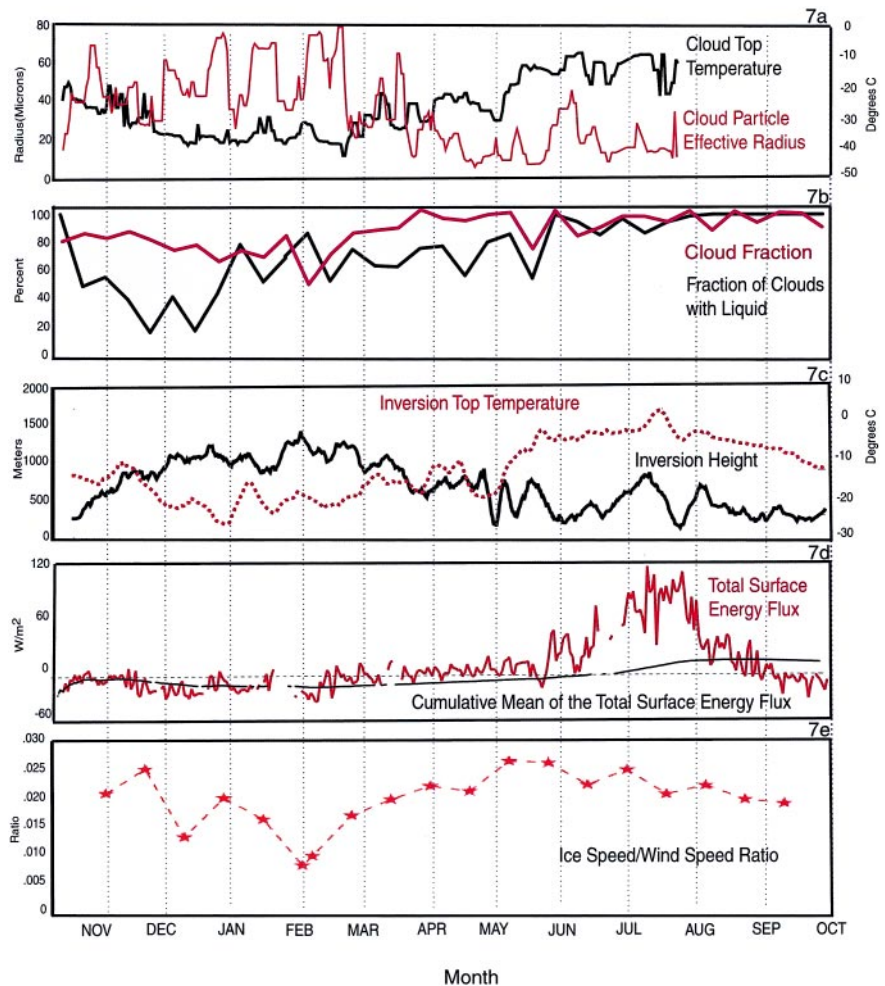 7a
80
60
40
20
0
Radius(Microns)
Cloud Top
Temperature
Cloud Particle
Effective Radius
0
-10
-20
-30
-40
-50
Degrees C
7b
100
80
60
40
20
0
Percent
Cloud Fraction
Fraction of Clouds
with Liquid
7c
2000
1500
1000
500
0
Meters
Inversion Top Temperature
Inversion Height
10
0
-10
-20
-30
Degrees C
7d
120
60
0
-60
W/m2
Total Surface
Energy Flux
Cumulative Mean of the Total Surface Energy Flux
7e
.030
.025
.020
.015
.010
.005
0
Ratio
Ice Speed/Wind Speed Ratio
NOV DEC JAN FEB MAR APR MAY JUN JUL AUG SEP OCT
Month